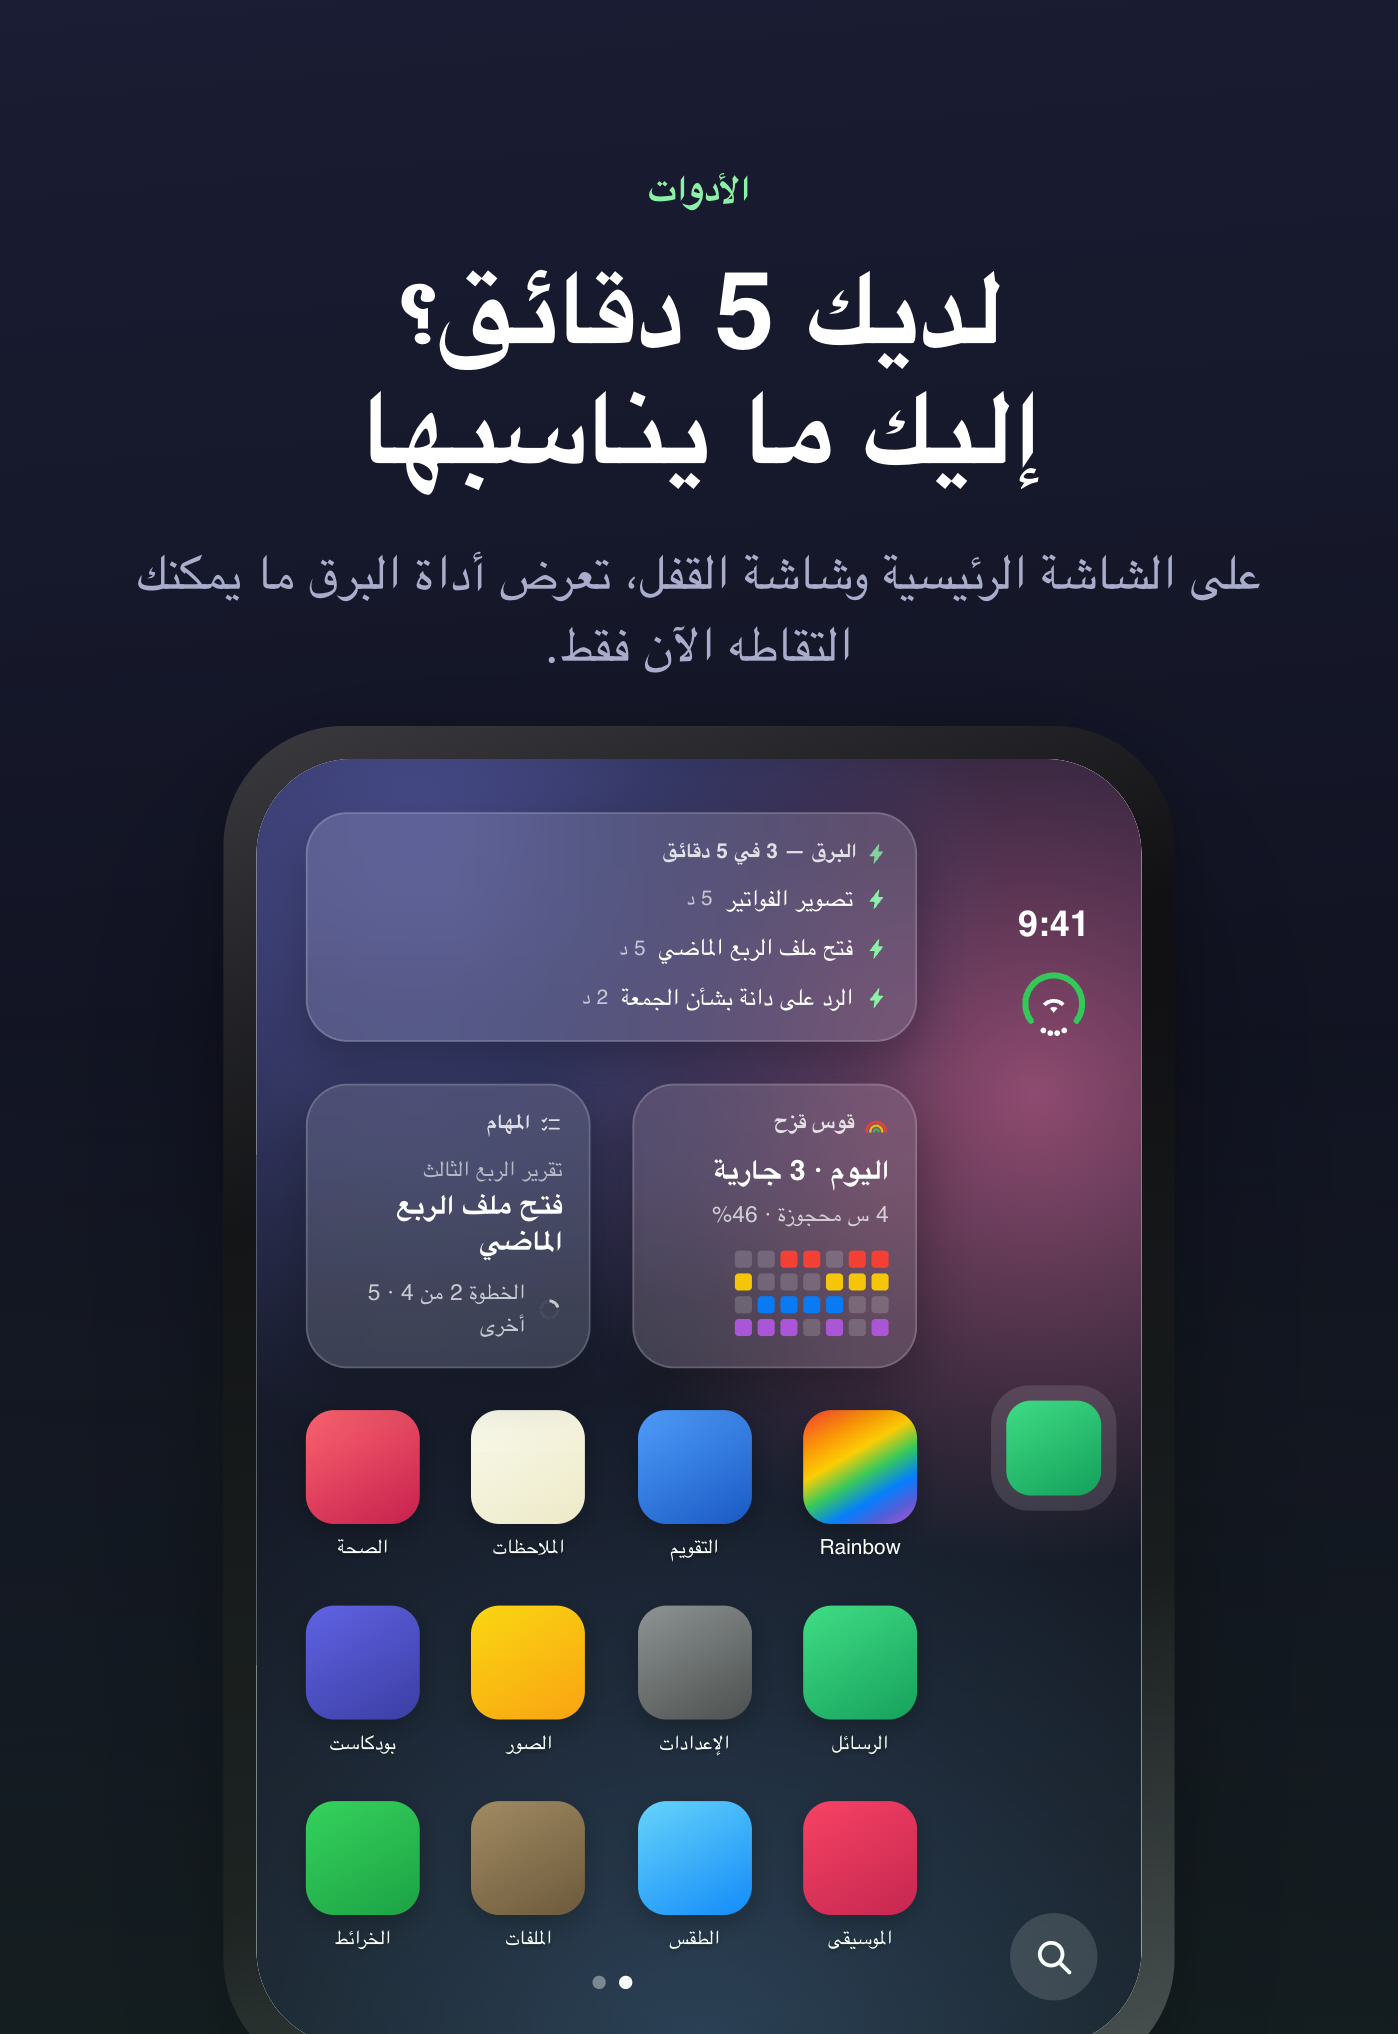 الأدوات
لديك 5 دقائق؟
إليك ما يناسبها
على الشاشة الرئيسية وشاشة القفل، تعرض أداة البرق ما يمكنك
التقاطه الآن فقط.
البرق — 3 في 5 دقائق
تصوير الفواتير 5 د
فتح ملف الربع الماضي 5 د
الرد على دانة بشأن الجمعة 2 د
9:41
قوس قزح
اليوم · 3 جارية
4 س محجوزة · 46%
المهام
تقرير الربع الثالث
فتح ملف الربع
الماضي
الخطوة 2 من 4 · 5
أخرى
Rainbow
التقويم
الملاحظات
الصحة
الرسائل
الإعدادات
الصور
بودكاست
الموسيقى
الطقس
الملفات
الخرائط